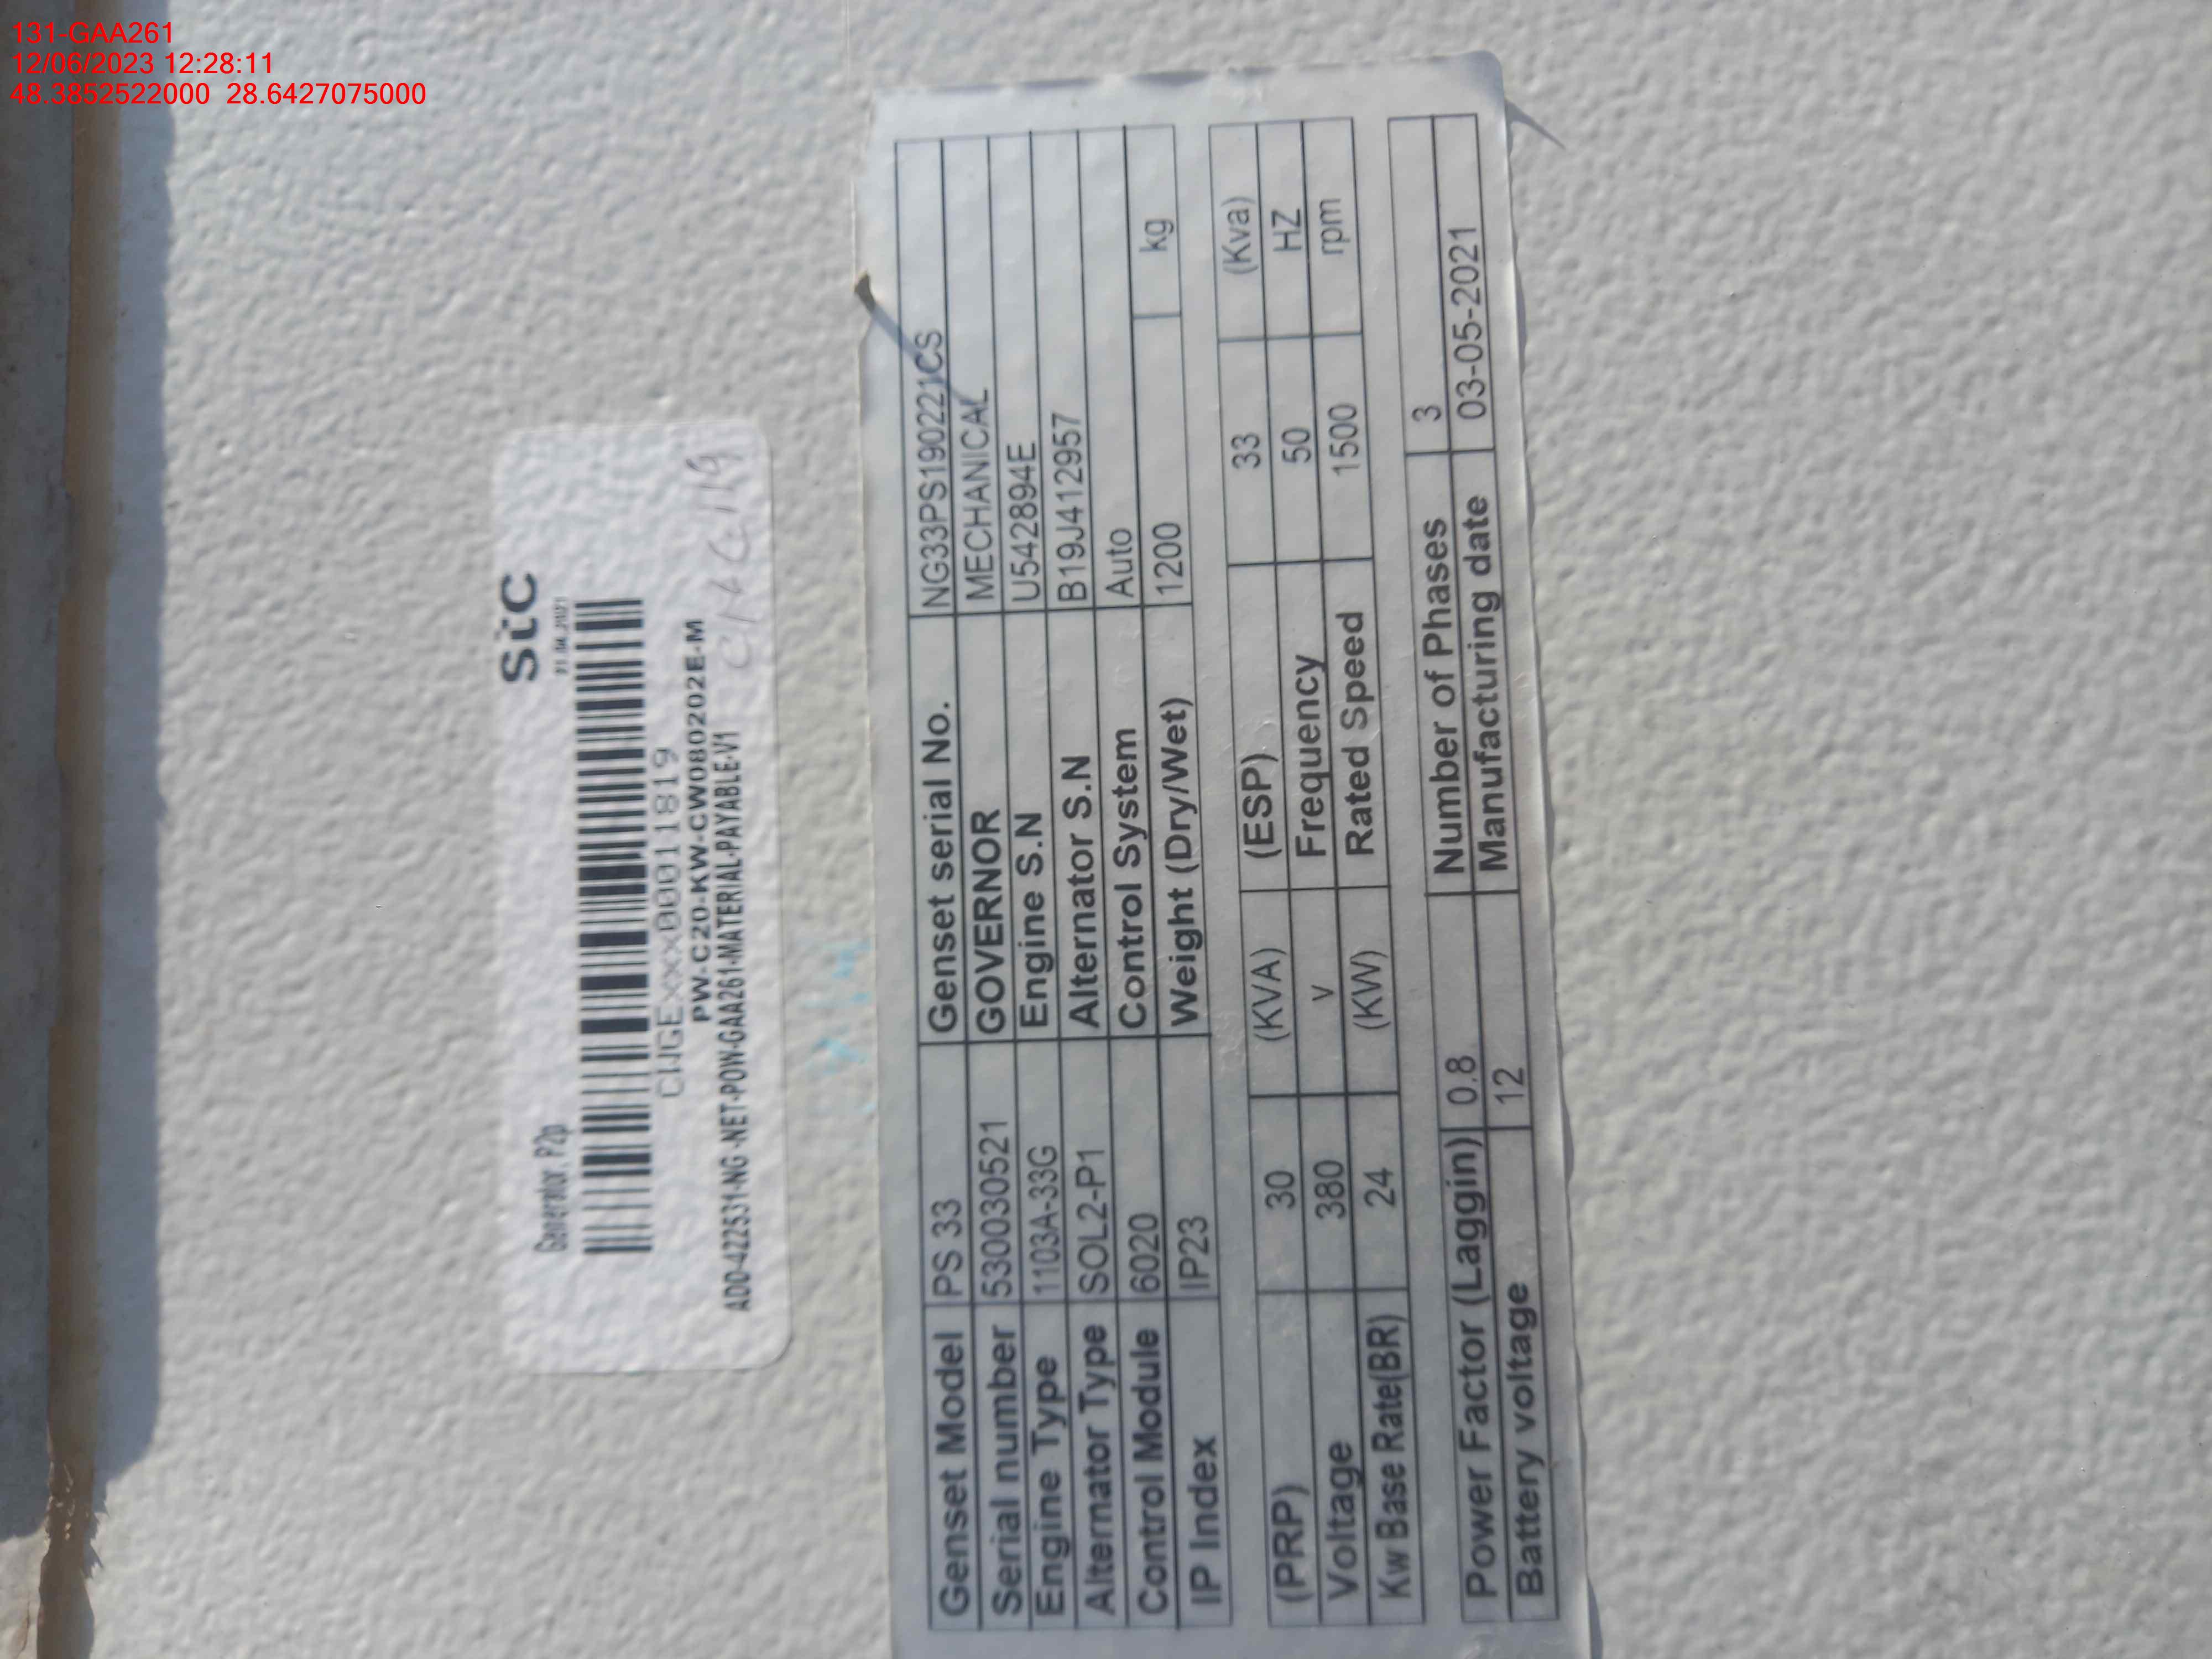 131-GAA261
12/06/2023 12:28:11
48.3852522000 28.6427075000
Generator, P2p
stc
21.04.2021
CWGEXXX00011819
PW-C20-KW-CW080202E-M
ADD-422531-NG -NET-POW-GAA261-MATERIAL-PAYABLE-V1
Genset Model PS 33 Genset serial No. NG33PS190221CS
Serial number 530030521 GOVERNOR MECHANICAL
Engine Type 1103A-33G Engine S.N U542894E
Alternator Type SOL2-P1 Alternator S.N B19J412957
Control Module 6020 Control System Auto
IP Index IP23 Weight (Dry/Wet) 1200 kg
(PRP) 30 (KVA) (ESP) 33 (Kva)
Voltage 380 v Frequency 50 HZ
Kw Base Rate(BR) 24 (KW) Rated Speed 1500 rpm
Power Factor (Laggin) 0.8 Number of Phases 3
Battery voltage 12 Manufacturing date 03-05-2021